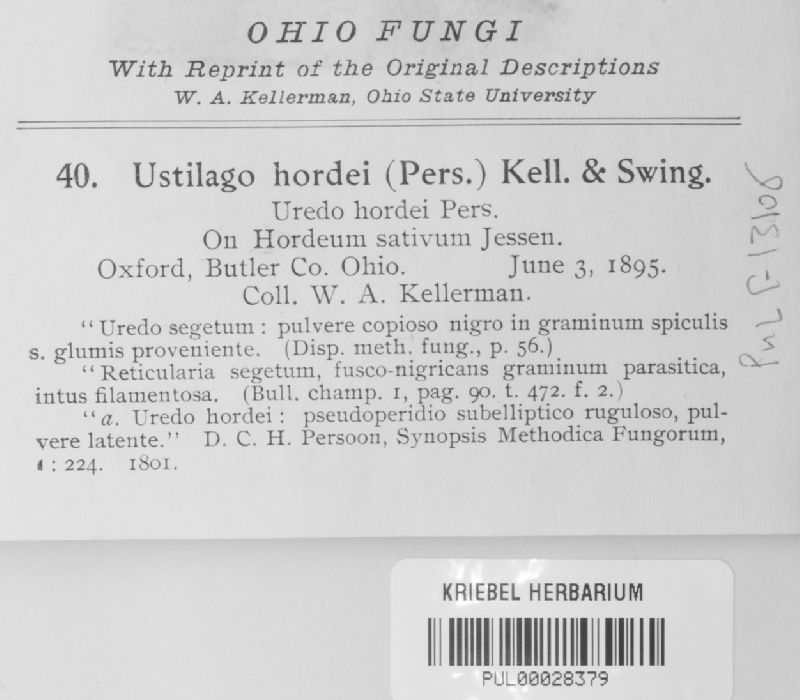 OHIO FUNGI
With Reprint of the Original Descriptions
W. A. Kellerman, Ohio State University
40. Ustilago hordei (Pers.) Kell. & Swing.
Uredo hordei Pers.
On Hordeum sativum Jessen.
Oxford, Butler Co. Ohio. June 3, 1895.
Coll. W. A. Kellerman.
“Uredo segetum : pulvere copioso nigro in graminum spiculis
s. glumis proveniente. (Disp. meth. fung., p. 56.)
“Reticularia segetum, fusco-nigricans graminum parasitica,
intus filamentosa. (Bull. champ. 1, pag. 90. t. 472. f. 2.)
“a. Uredo hordei : pseudoperidio subelliptico ruguloso, pul-
vere latente.” D. C. H. Persoon, Synopsis Methodica Fungorum,
1 : 224. 1801.
KRIEBEL HERBARIUM
PUL00028379